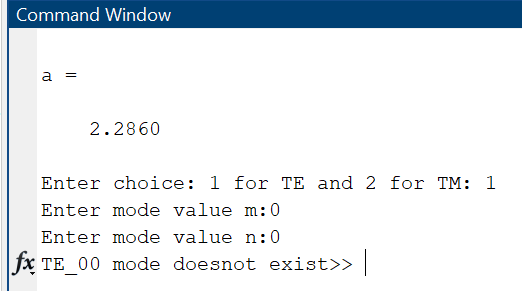 Command Window
a =
2.2860
Enter choice: 1 for TE and 2 for TM: 1
Enter mode value m:0
Enter mode value n:0
fx TE_00 mode doesnot exist>>